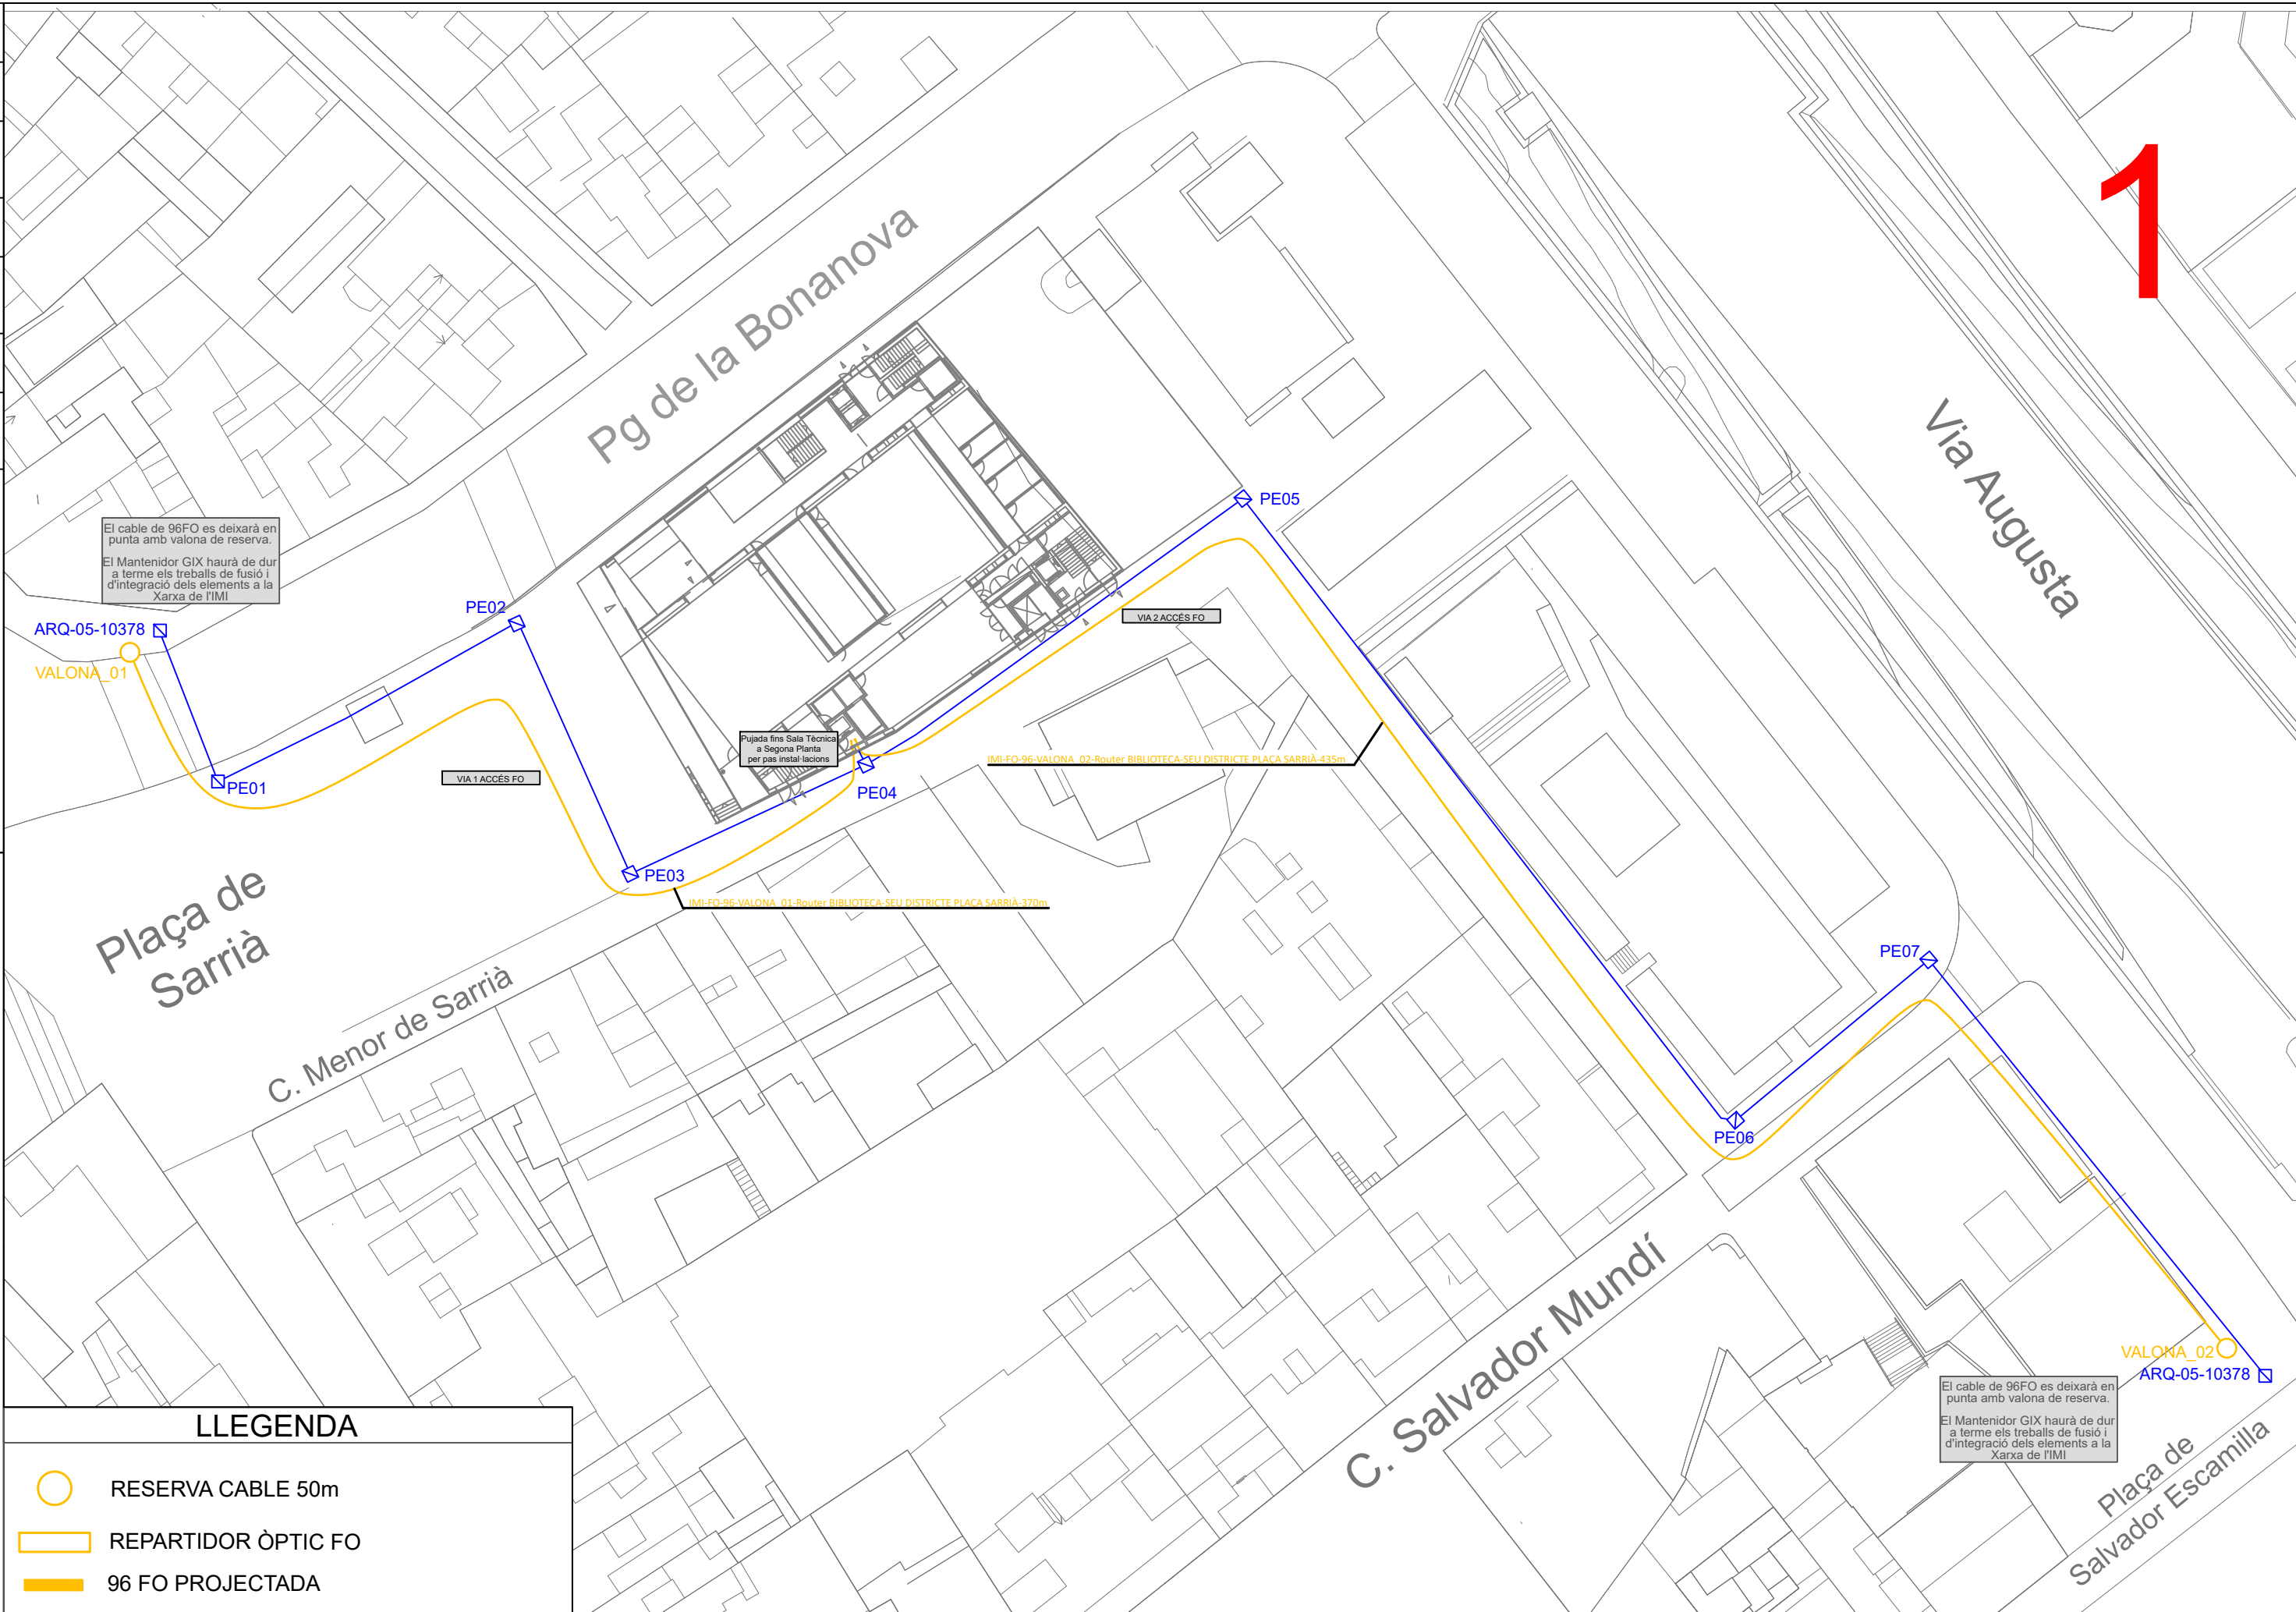 1
Pg de la Bonanova
Via Augusta
PE05
El cable de 96FO es deixarà en
punta amb valona de reserva.
El Mantenidor GIX haurà de dur
a terme els treballs de fusió i
d'integració dels elements a la
Xarxa de l'IMI
PE02
VIA 2 ACCÉS FO
ARQ-05-10378
VALONA_01
Pujada fins Sala Tècnica
a Segona Planta
per pas instal·lacions
IMI-FO-96-VALONA_02-Router BIBLIOTECA-SEU DISTRICTE PLACA SARRIÀ-435m
VIA 1 ACCÉS FO
PE01
PE04
PE03
IMI-FO-96-VALONA_01-Router BIBLIOTECA-SEU DISTRICTE PLACA SARRIÀ-370m
Plaça de
Sarrià
C. Menor de Sarrià
PE07
PE06
C. Salvador Mundí
VALONA_02
ARQ-05-10378
El cable de 96FO es deixarà en
punta amb valona de reserva.
El Mantenidor GIX haurà de dur
a terme els treballs de fusió i
d'integració dels elements a la
Xarxa de l'IMI
Plaça de
Salvador Escamilla
LLEGENDA
RESERVA CABLE 50m
REPARTIDOR ÒPTIC FO
96 FO PROJECTADA